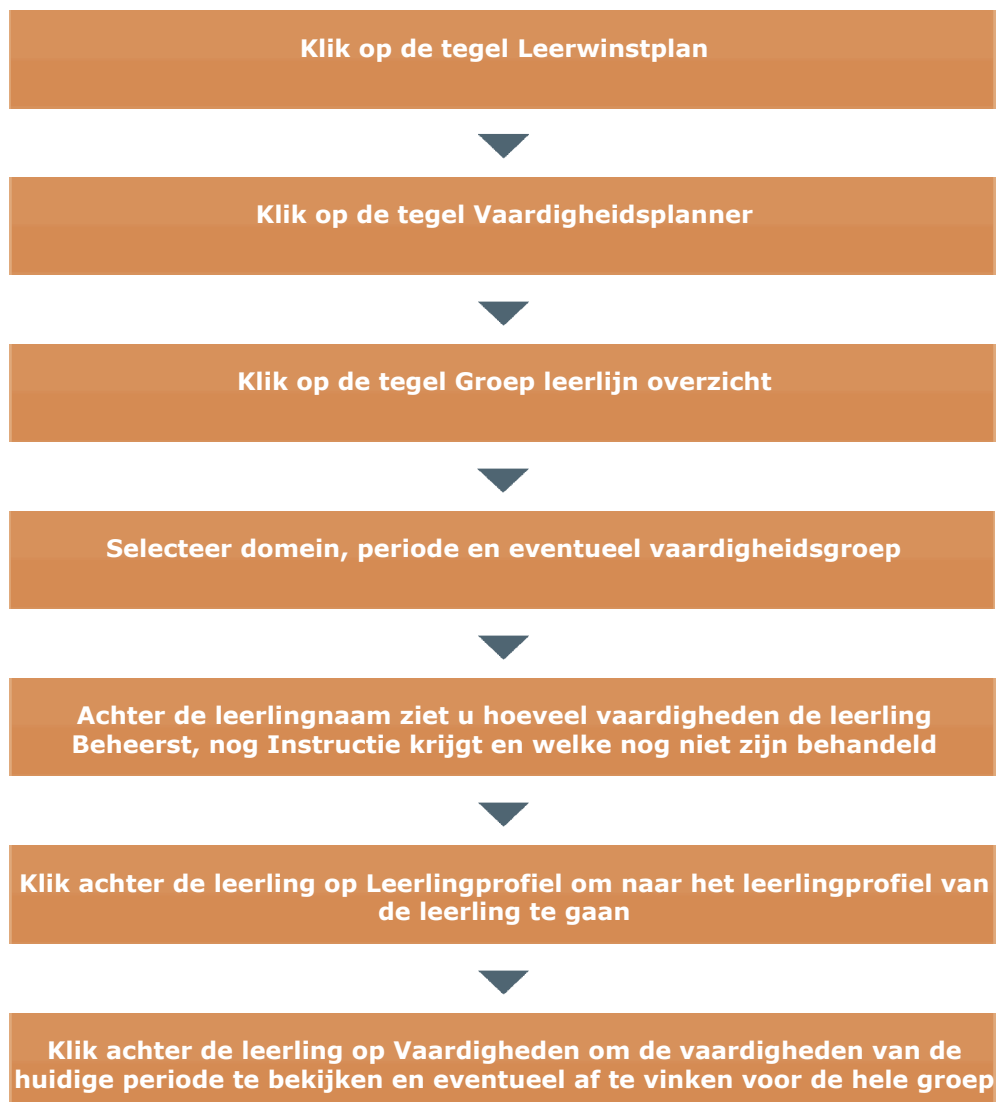 Klik op de tegel Leerwinstplan
Klik op de tegel Vaardigheidsplanner
Klik op de tegel Groep leerlijn overzicht
Selecteer domein, periode en eventueel vaardigheidsgroep
Achter de leerlingnaam ziet u hoeveel vaardigheden de leerling
Beheerst, nog Instructie krijgt en welke nog niet zijn behandeld
Klik achter de leerling op Leerlingprofiel om naar het leerlingprofiel van
de leerling te gaan
Klik achter de leerling op Vaardigheden om de vaardigheden van de
huidige periode te bekijken en eventueel af te vinken voor de hele groep